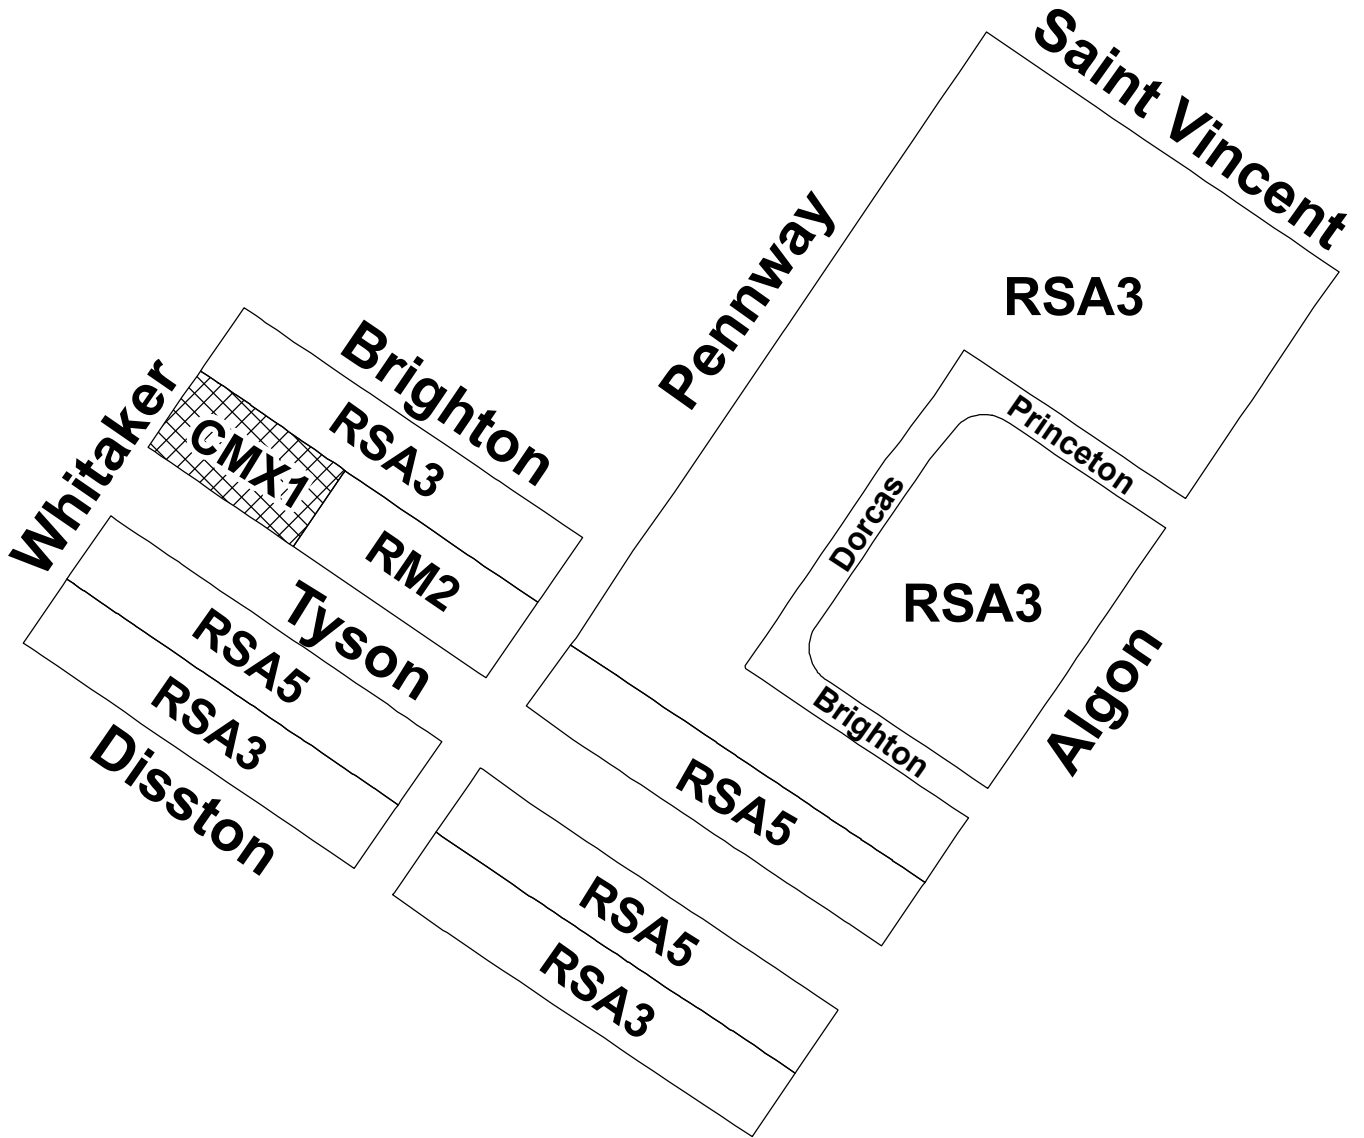 Saint Vincent
Pennway
RSA3
Brighton
Whitaker
RSA3
CMX1
RM2
Princeton
Dorcas
RSA3
Tyson
RSA5
RSA3
Disston
Algon
Brighton
RSA5
RSA5
RSA3